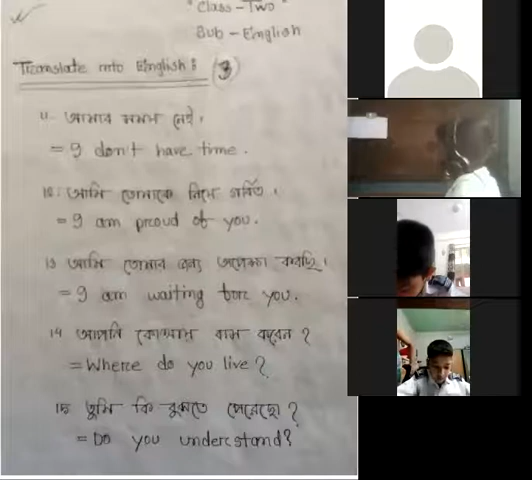 "Class-Two"
Sub-English
Translate into English: (3)
১১. আমার সময় নেই।
= I don't have time.
১২. আমি তোমাকে নিয়ে গর্বিত।
= I am proud of you.
১৩ আমি তোমার জন্য অপেক্ষা করছি।
= I am waiting for you.
১৪ আপনি কোথায় বাস করেন?
= Where do you live?
১৫ তুমি কি বুঝতে পেরেছো?
= Do you understand?